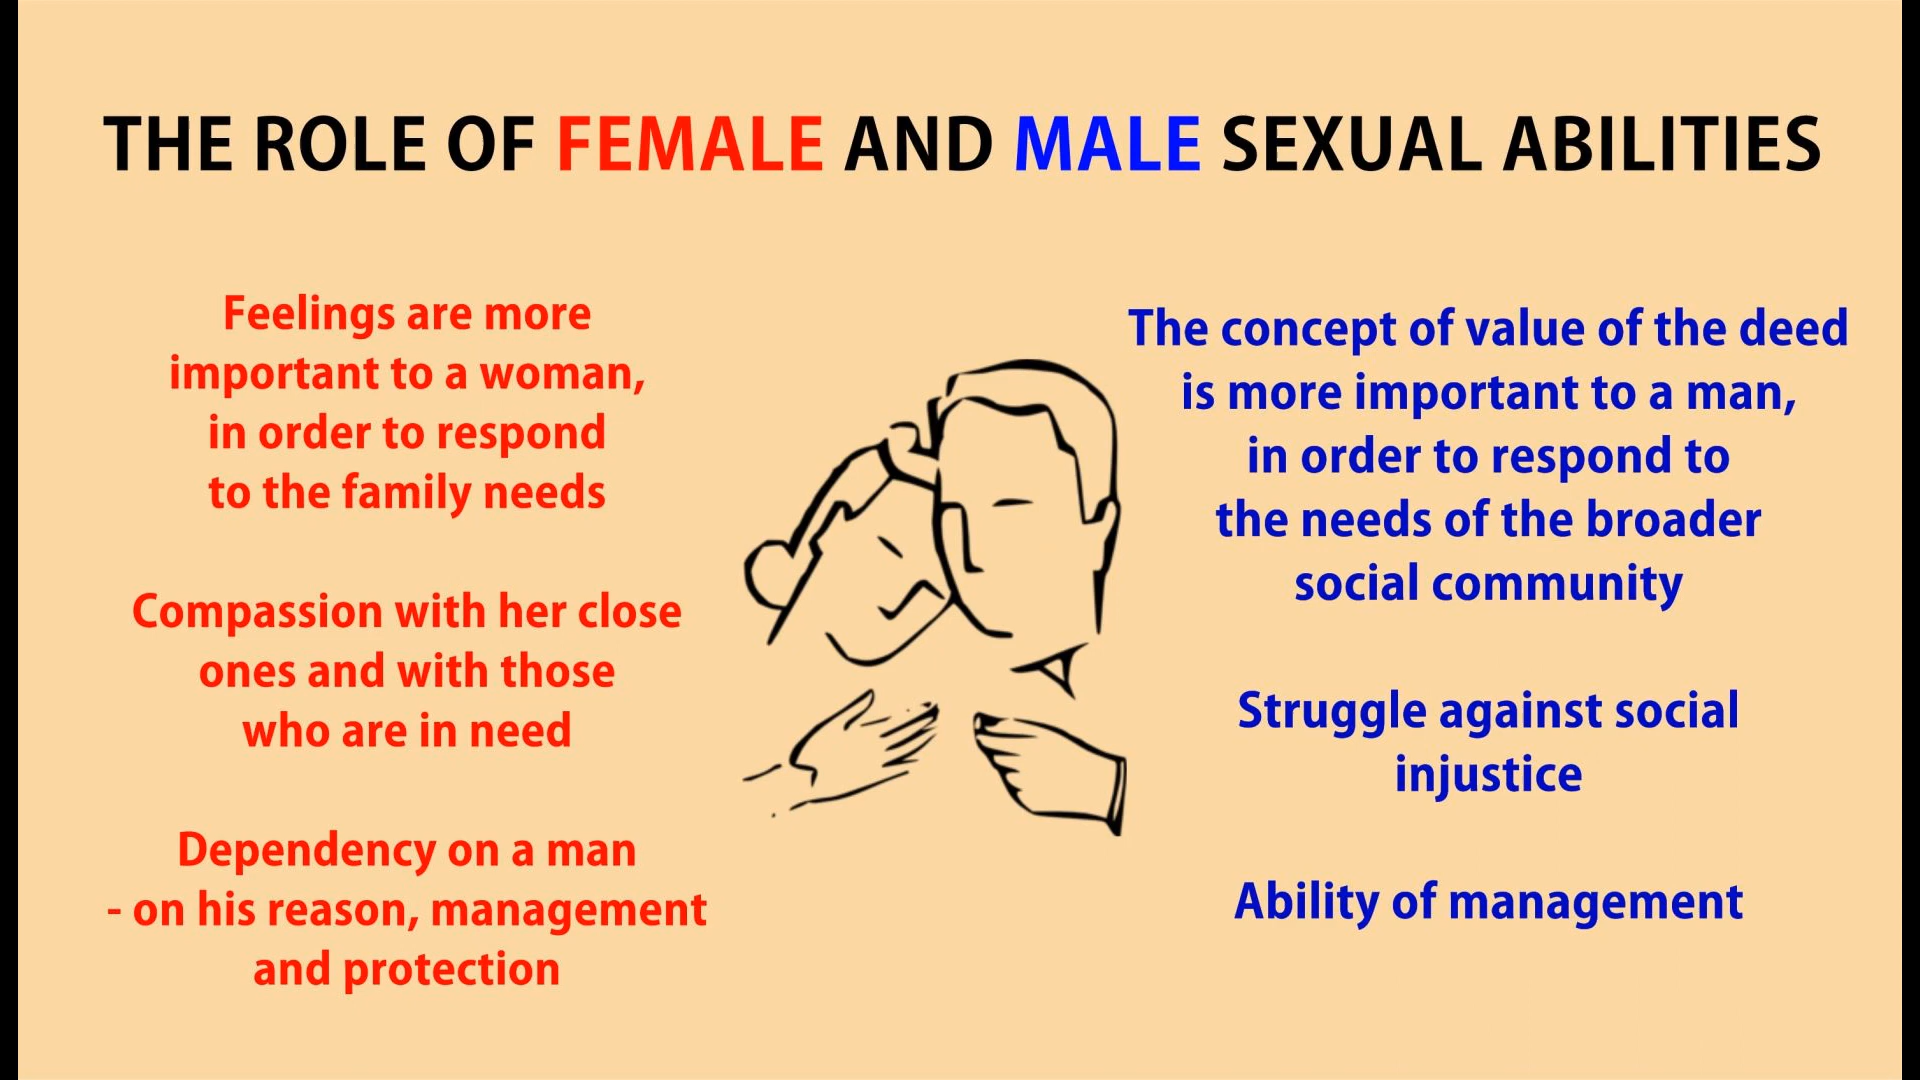 THE ROLE OF FEMALE AND MALE SEXUAL ABILITIES
Feelings are more
important to a woman,
in order to respond
to the family needs
Compassion with her close
ones and with those
who are in need
Dependency on a man
- on his reason, management
and protection
The concept of value of the deed
is more important to a man,
in order to respond to
the needs of the broader
social community
Struggle against social
injustice
Ability of management